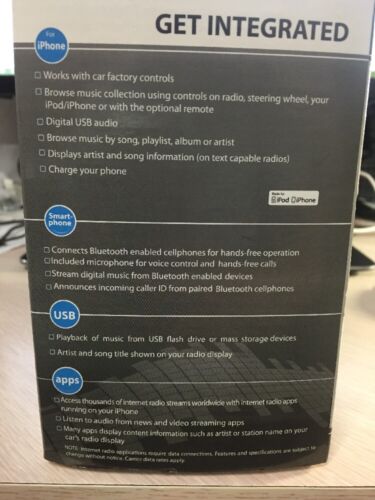 GET INTEGRATED
For
iPhone
Works with car factory controls
Browse music collection using controls on radio, steering wheel, your
iPod/iPhone or with the optional remote
Digital USB audio
Browse music by song, playlist, album or artist
Displays artist and song information (on text capable radios)
Charge your phone
Made for
iPod iPhone
Smart-
phone
Connects Bluetooth enabled cellphones for hands-free operation
Included microphone for voice control and hands-free calls
Stream digital music from Bluetooth enabled devices
Announces incoming caller ID from paired Bluetooth cellphones
USB
Playback of music from USB flash drive or mass storage devices
Artist and song title shown on your radio display
apps
Access thousands of internet radio streams worldwide with internet radio apps
running on your iPhone
Listen to audio from news and video streaming apps
Many apps display content information such as artist or station name on your
car's radio display
NOTE: Internet radio applications require data connections. Features and specifications are subject to
change without notice. Carrier data rates apply.